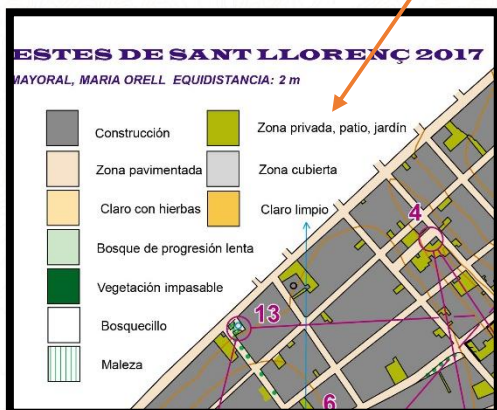 ESTES DE SANT LLORENÇ 2017
MAYORAL, MARIA ORELL EQUIDISTANCIA: 2 m
Construcción
Zona privada, patio, jardín
Zona pavimentada
Zona cubierta
Claro con hierbas
Claro limpio
Bosque de progresión lenta
Vegetación impasable
Bosquecillo
Maleza
4
13
6